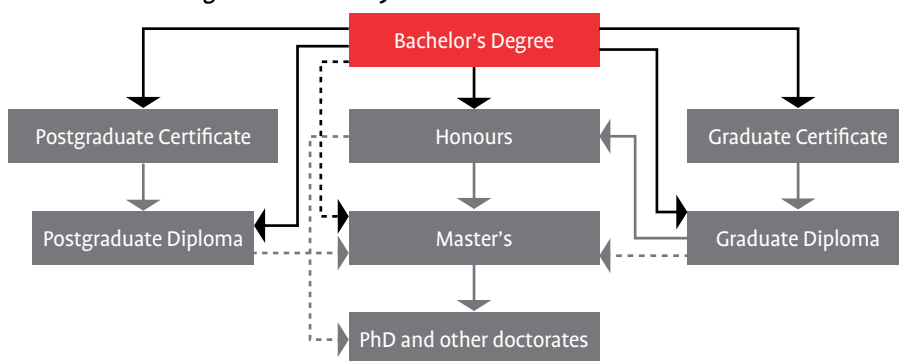 Bachelor's Degree
Postgraduate Certificate
Honours
Graduate Certificate
Postgraduate Diploma
Master's
Graduate Diploma
PhD and other doctorates